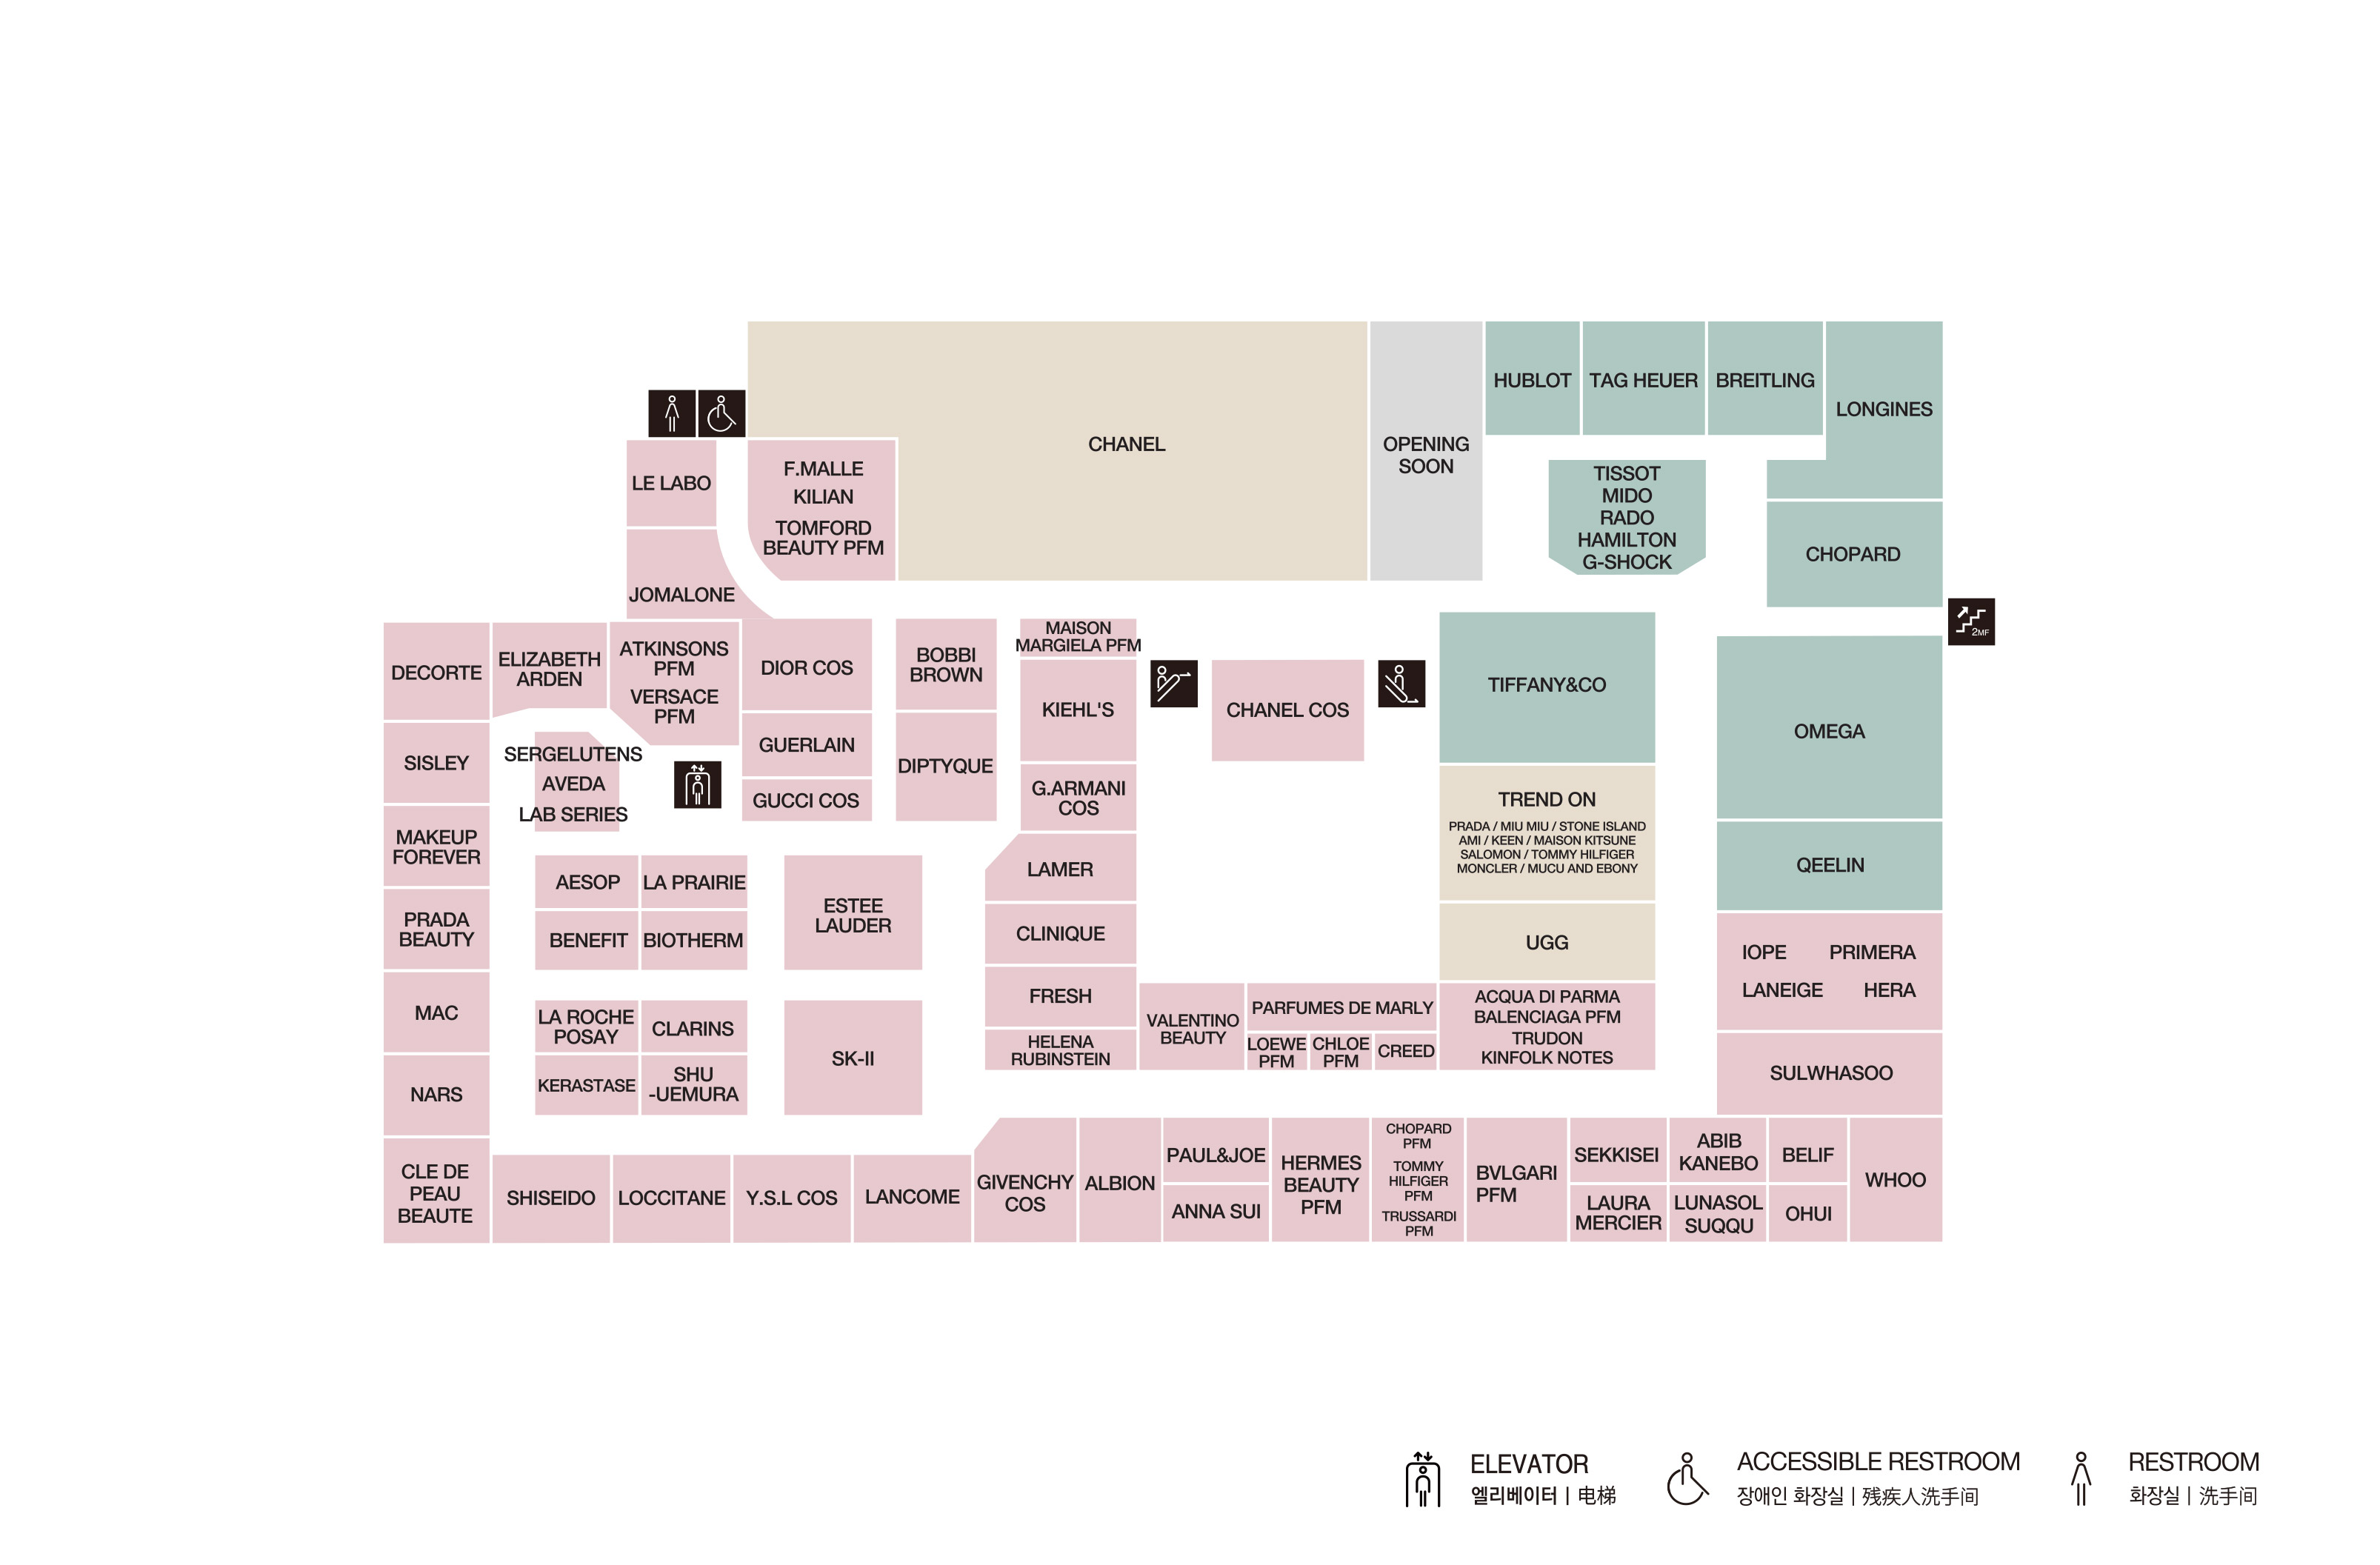 CHANEL
OPENING
SOON
HUBLOT
TAG HEUER
BREITLING
LONGINES
LE LABO
F.MALLE
KILIAN
TOMFORD
BEAUTY PFM
TISSOT
MIDO
RADO
HAMILTON
G-SHOCK
CHOPARD
JOMALONE
2MF
DECORTE
ELIZABETH
ARDEN
ATKINSONS
PFM
VERSACE
PFM
DIOR COS
BOBBI
BROWN
MAISON
MARGIELA PFM
KIEHL'S
CHANEL COS
TIFFANY&CO
OMEGA
SISLEY
SERGELUTENS
AVEDA
LAB SERIES
GUERLAIN
GUCCI COS
DIPTYQUE
G.ARMANI
COS
TREND ON
PRADA / MIU MIU / STONE ISLAND
AMI / KEEN / MAISON KITSUNE
SALOMON / TOMMY HILFIGER
MONCLER / MUCU AND EBONY
QEELIN
MAKEUP
FOREVER
AESOP
LA PRAIRIE
ESTEE
LAUDER
LAMER
PRADA
BEAUTY
BENEFIT
BIOTHERM
CLINIQUE
UGG
IOPE PRIMERA
LANEIGE HERA
MAC
LA ROCHE
POSAY
CLARINS
SK-II
FRESH
VALENTINO
BEAUTY
PARFUMES DE MARLY
ACQUA DI PARMA
BALENCIAGA PFM
TRUDON
KINFOLK NOTES
HELENA
RUBINSTEIN
LOEWE
PFM
CHLOE
PFM
CREED
SULWHASOO
NARS
KERASTASE
SHU
-UEMURA
CLE DE
PEAU
BEAUTE
SHISEIDO
LOCCITANE
Y.S.L COS
LANCOME
GIVENCHY
COS
ALBION
PAUL&JOE
ANNA SUI
HERMES
BEAUTY
PFM
CHOPARD
PFM
TOMMY
HILFIGER
PFM
TRUSSARDI
PFM
BVLGARI
PFM
SEKKISEI
LAURA
MERCIER
ABIB
KANEBO
LUNASOL
SUQQU
BELIF
OHUI
WHOO
ELEVATOR
엘리베이터 | 电梯
ACCESSIBLE RESTROOM
장애인 화장실 | 残疾人洗手间
RESTROOM
화장실 | 洗手间